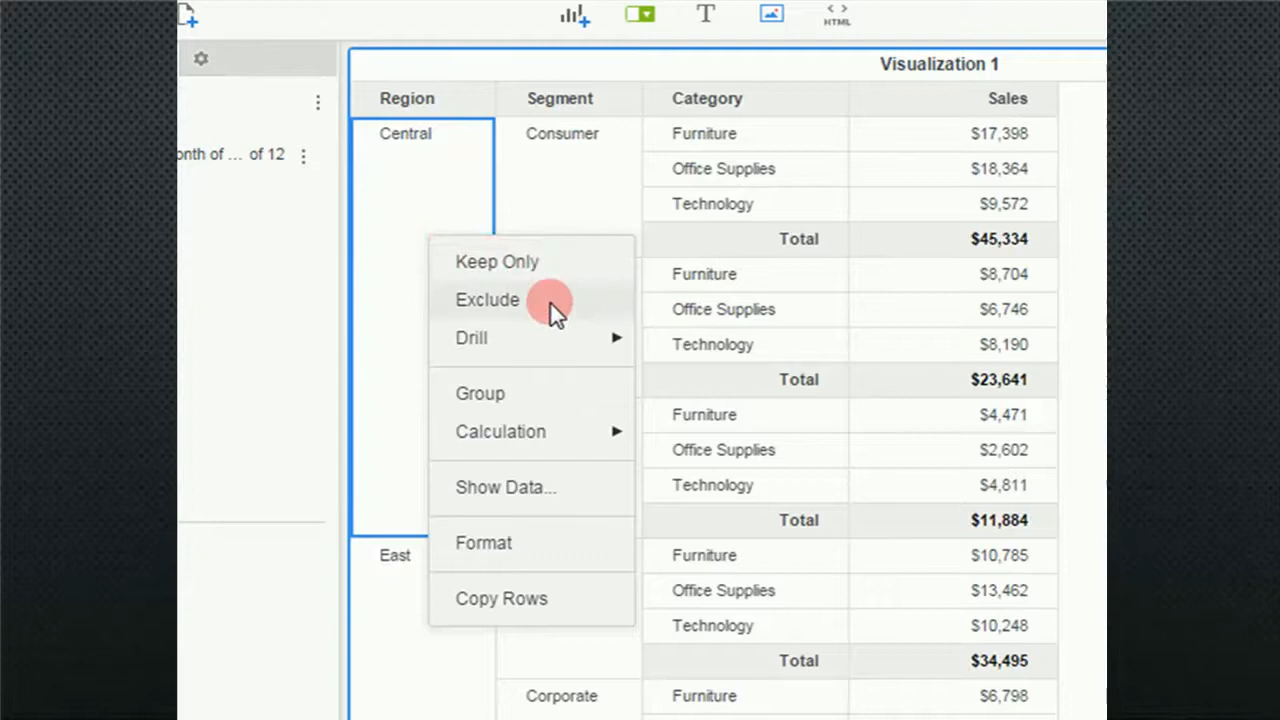 HTML
Visualization 1
Region Segment Category Sales
Central Consumer Furniture $17,398
onth of ... of 12
Office Supplies $18,364
Technology $9,572
Total $45,334
Keep Only
Furniture $8,704
Exclude
Office Supplies $6,746
Drill
Technology $8,190
Total $23,641
Group
Furniture $4,471
Calculation
Office Supplies $2,602
Show Data...
Technology $4,811
Total $11,884
Format
East Furniture $10,785
Office Supplies $13,462
Copy Rows
Technology $10,248
Total $34,495
Corporate Furniture $6,798